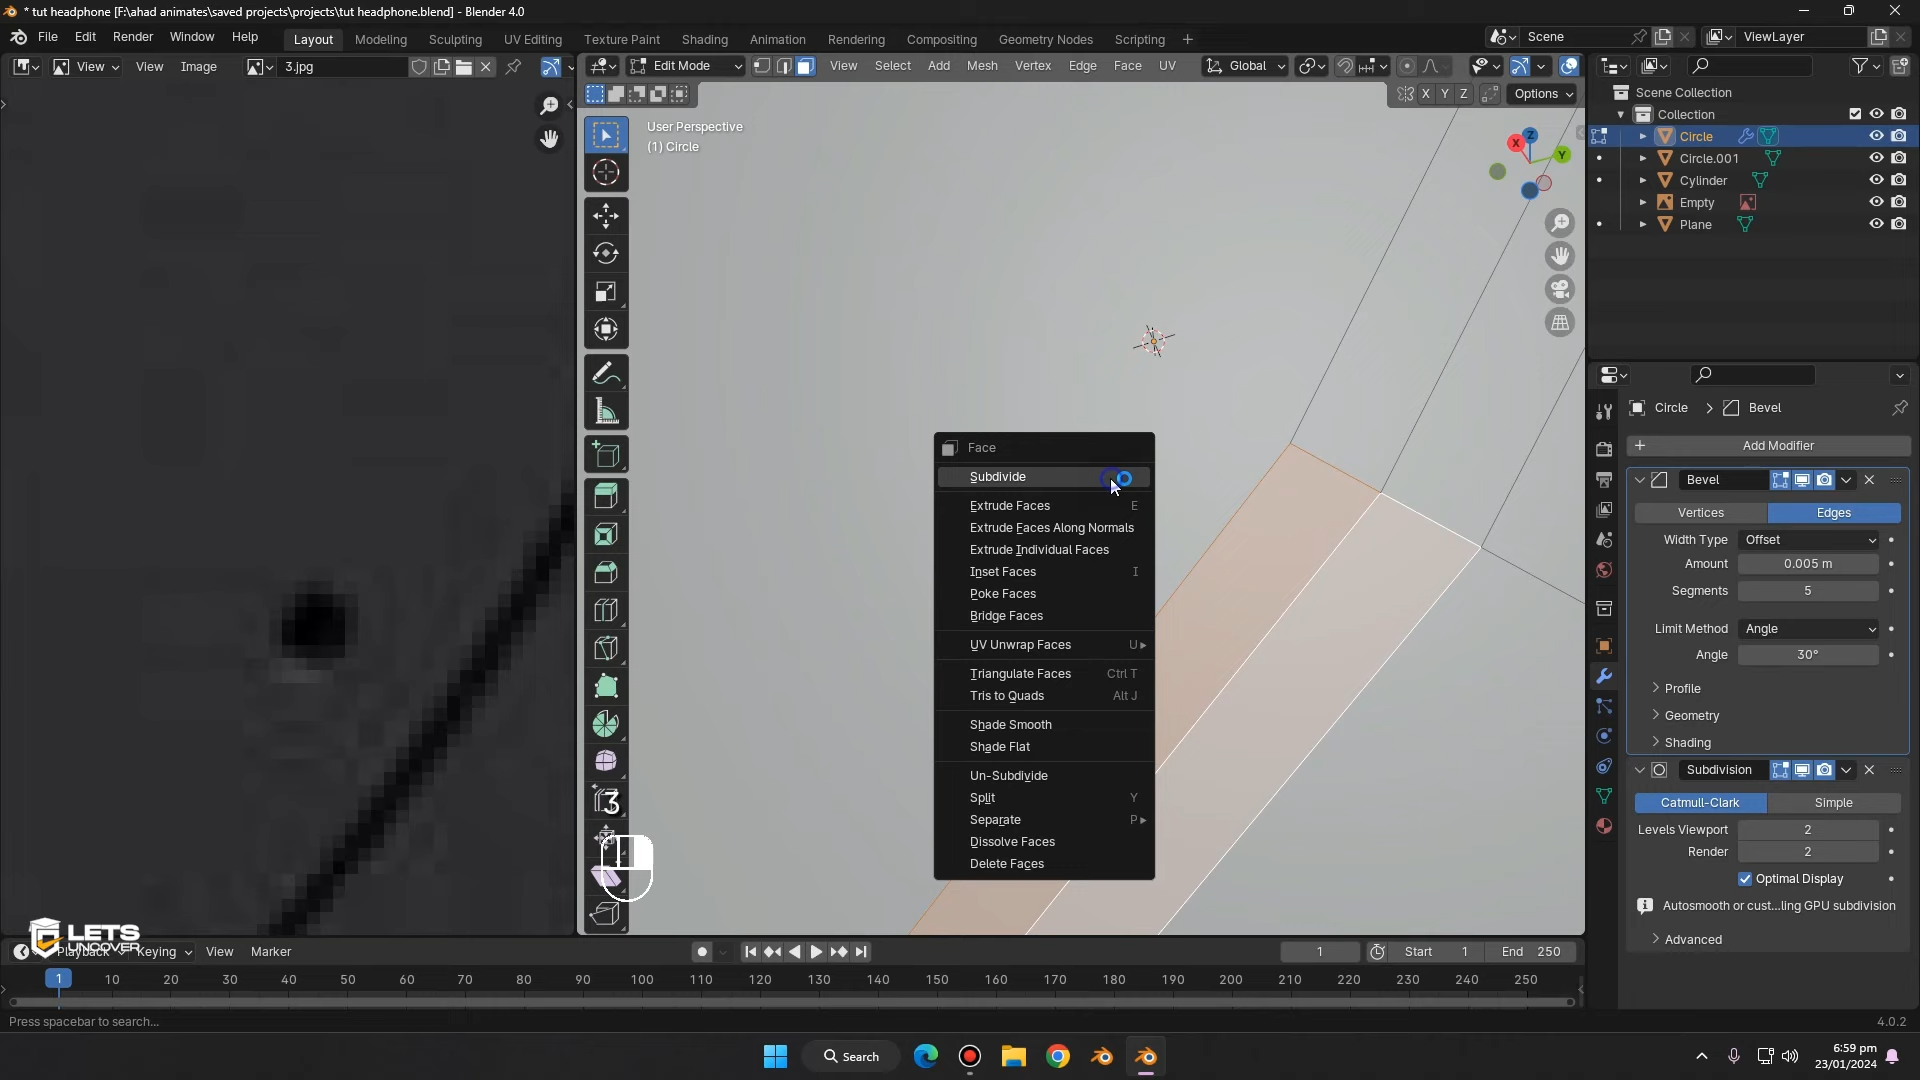 * tut headphone [F:\ahad animates\saved projects\projects\tut headphone.blend] - Blender 4.0
File Edit Render Window Help Layout Modeling Sculpting UV Editing Texture Paint Shading Animation Rendering Compositing Geometry Nodes Scripting + Scene ViewLayer
View View Image 3.jpg Edit Mode View Select Add Mesh Vertex Edge Face UV Global
X Y Z Options
Scene Collection
Collection
Circle
Circle.001
Cylinder
Empty
Plane
User Perspective
(1) Circle
Z
X
Y
Face
Subdivide
Extrude Faces E
Extrude Faces Along Normals
Extrude Individual Faces
Inset Faces I
Poke Faces
Bridge Faces
UV Unwrap Faces U
Triangulate Faces Ctrl T
Tris to Quads Alt J
Shade Smooth
Shade Flat
Un-Subdivide
Split Y
Separate P
Dissolve Faces
Delete Faces
3
Circle > Bevel
+ Add Modifier
Bevel
Vertices Edges
Width Type Offset
Amount 0.005 m
Segments 5
Limit Method Angle
Angle 30°
Profile
Geometry
Shading
Subdivision
Catmull-Clark Simple
Levels Viewport 2
Render 2
Optimal Display
Autosmooth or cust...ling GPU subdivision
Advanced
LETS
UNCOVER
Playback Keying View Marker 1 Start 1 End 250
1 10 20 30 40 50 60 70 80 90 100 110 120 130 140 150 160 170 180 190 200 210 220 230 240 250
Press spacebar to search... 4.0.2
Search
6:59 pm
23/01/2024